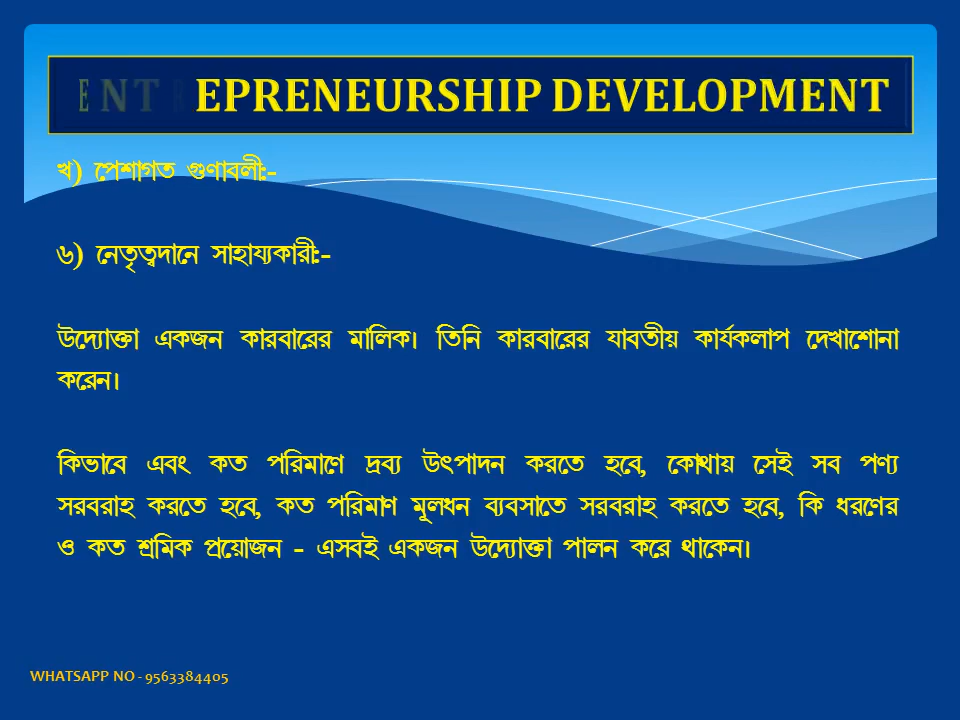 ENTREPRENEURSHIP DEVELOPMENT
খ) পেশাগত গুণাবলী:-
৬) নেতৃত্বদানে সাহায্যকারী:-
উদ্যোক্তা একজন কারবারের মালিক। তিনি কারবারের যাবতীয় কার্যকলাপ দেখাশোনা
করেন।
কিভাবে এবং কত পরিমাণে দ্রব্য উৎপাদন করতে হবে, কোথায় সেই সব পণ্য
সরবরাহ করতে হবে, কত পরিমাণ মূলধন ব্যবসাতে সরবরাহ করতে হবে, কি ধরণের
ও কত শ্রমিক প্রয়োজন - এসবই একজন উদ্যোক্তা পালন করে থাকেন।
WHATSAPP NO - 9563384405